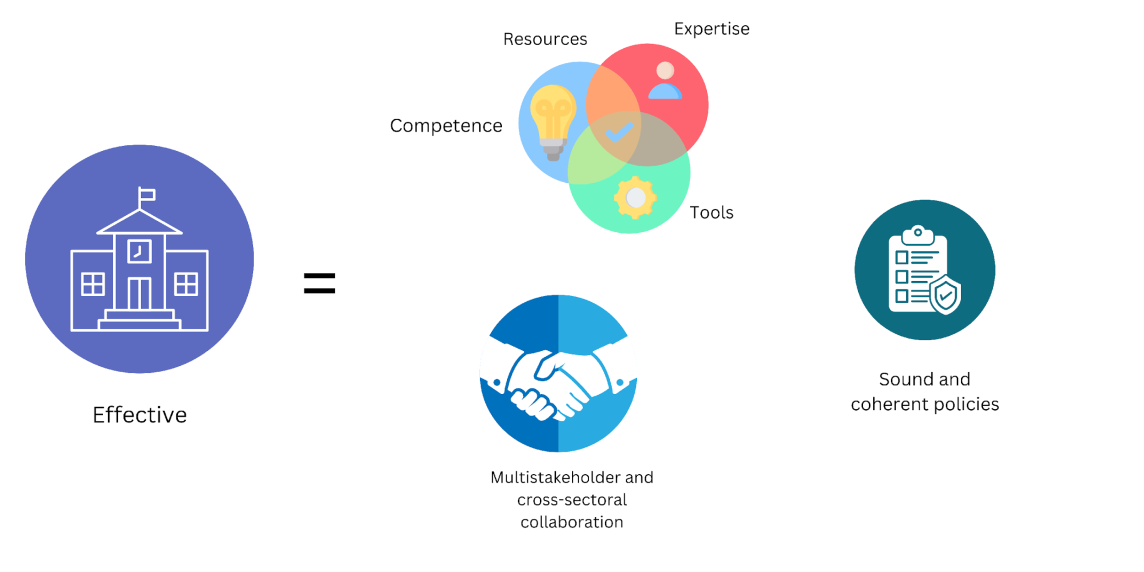 Expertise
Resources
Competence
Tools
=
Effective
Sound and
coherent policies
Multistakeholder and
cross-sectoral
collaboration